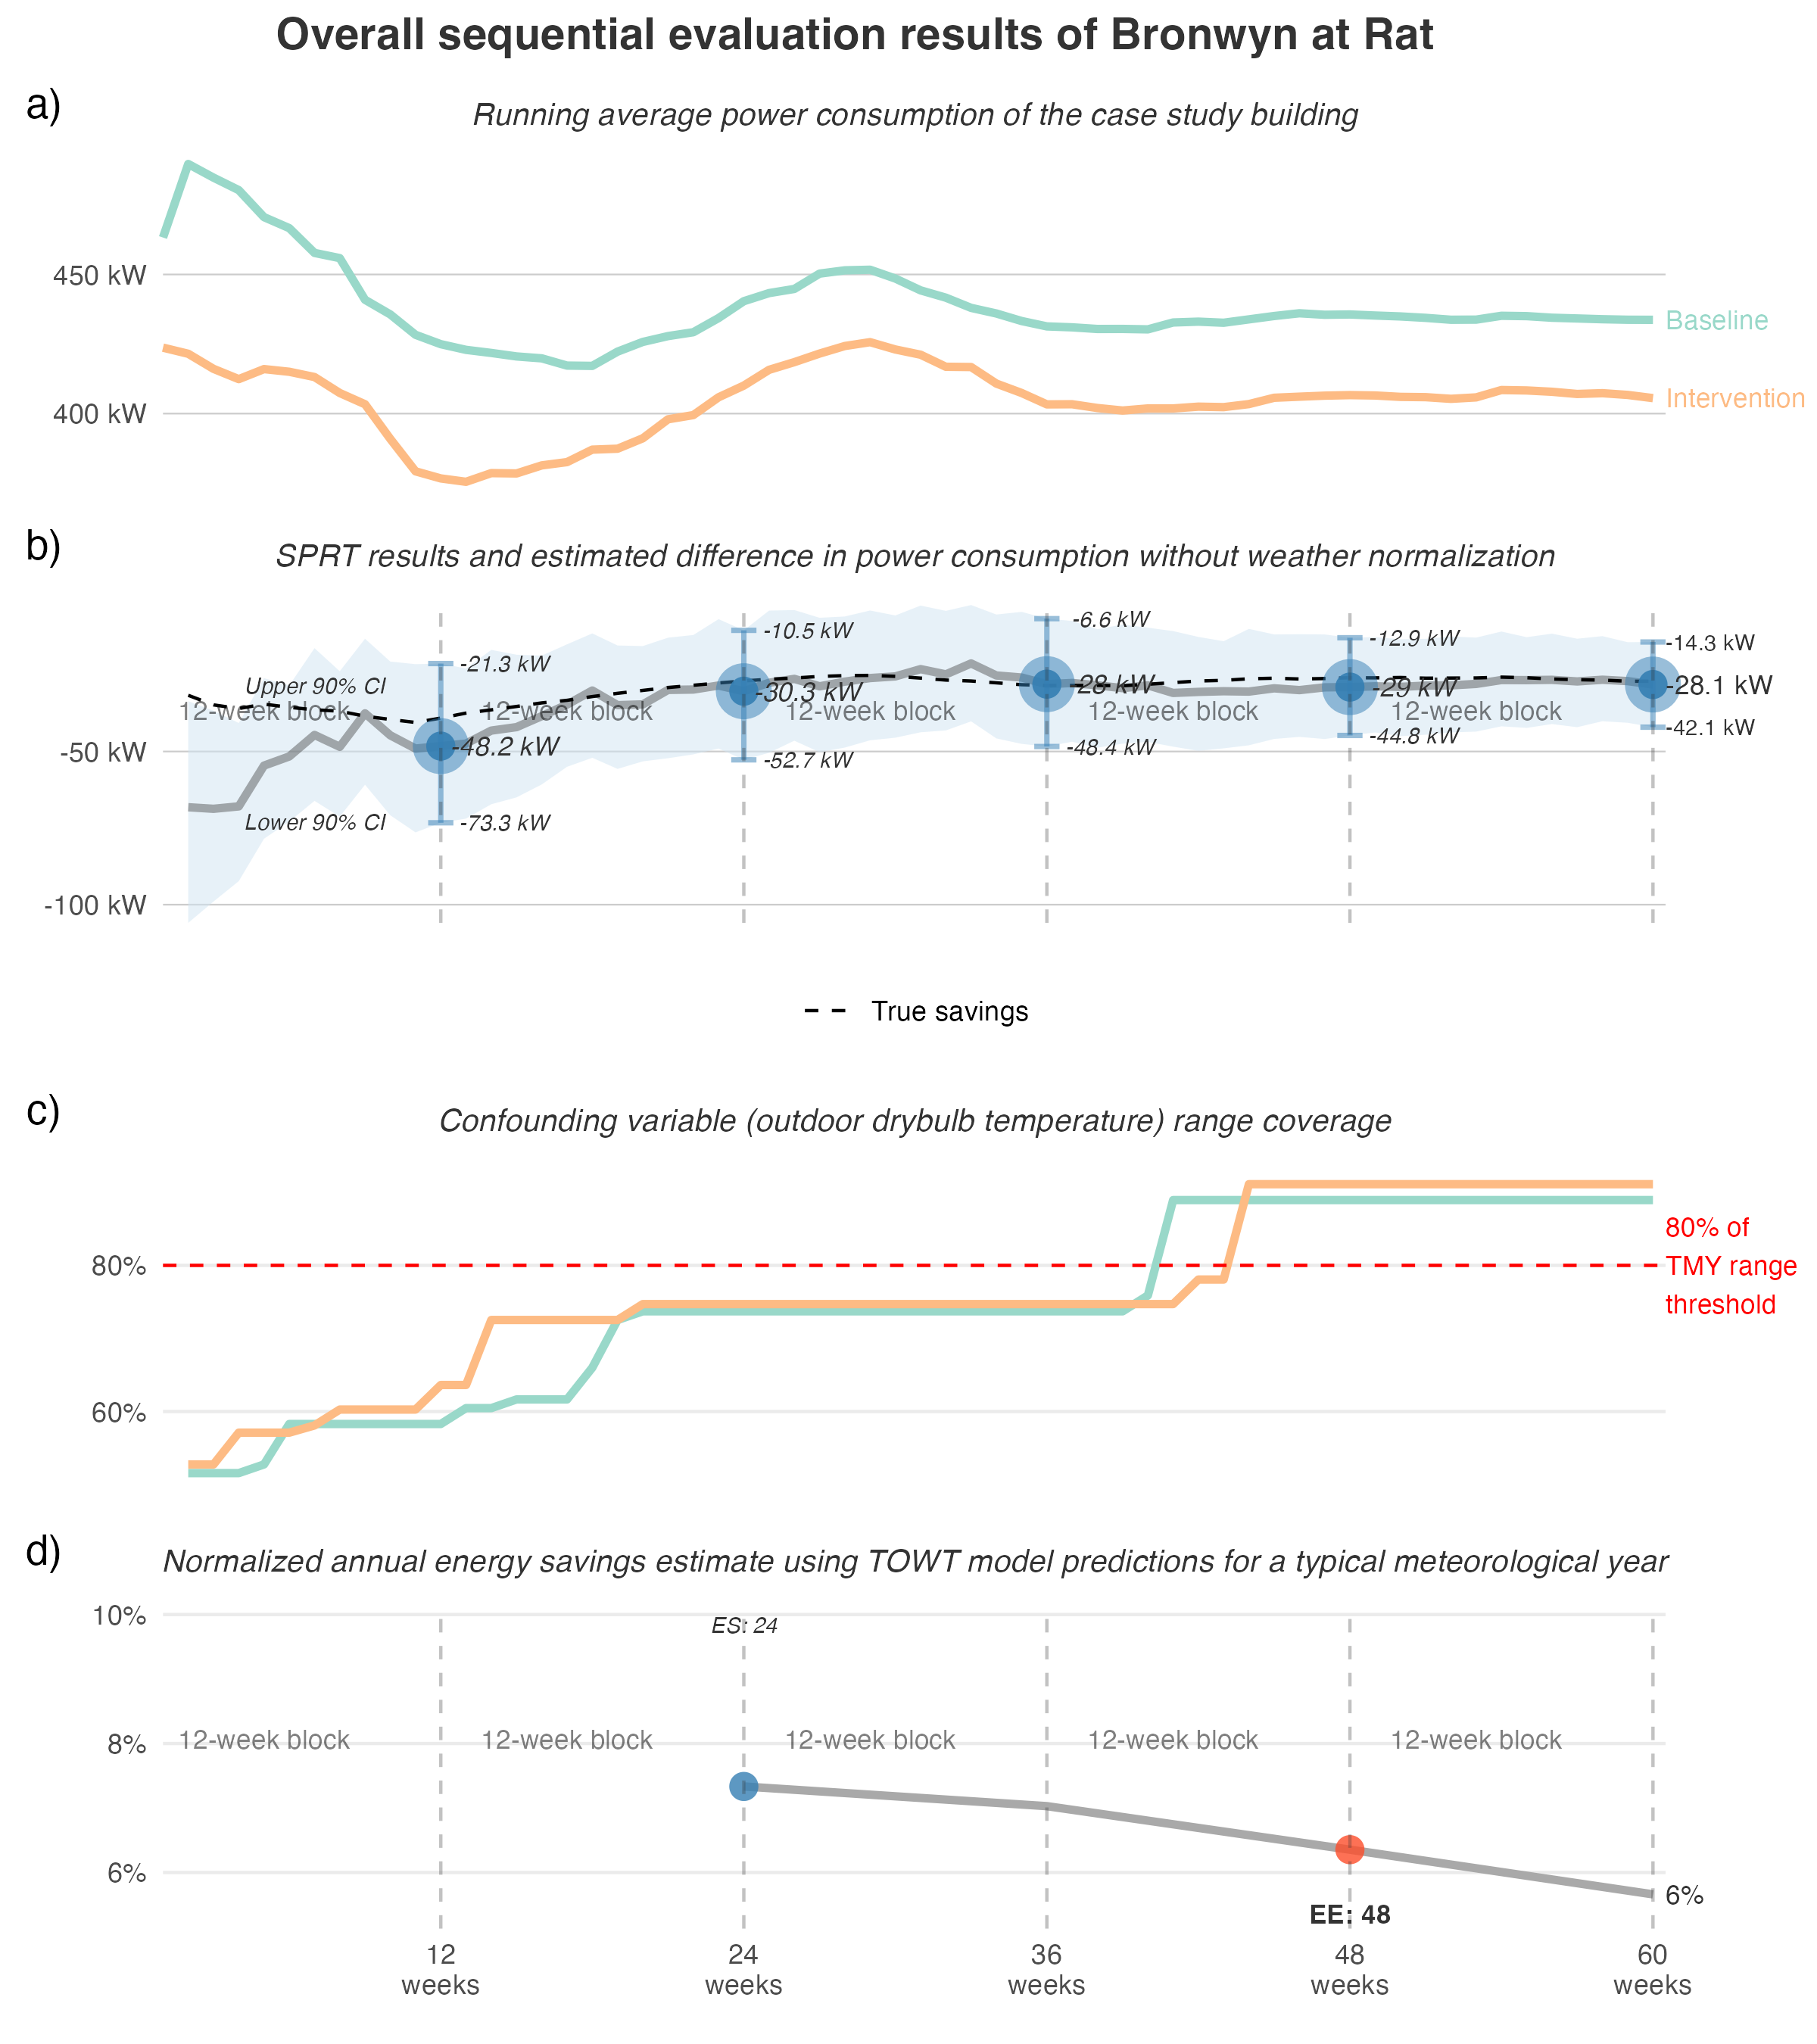 Overall sequential evaluation results of Bronwyn at Rat
a)
Running average power consumption of the case study building
450 kW
400 kW
Baseline
Intervention
b)
SPRT results and estimated difference in power consumption without weather normalization
-50 kW
-100 kW
Upper 90% CI
Lower 90% CI
12-week block
12-week block
12-week block
12-week block
12-week block
-21.3 kW
-48.2 kW
-73.3 kW
-10.5 kW
-30.3 kW
-52.7 kW
-6.6 kW
-28 kW
-48.4 kW
-12.9 kW
-29 kW
-44.8 kW
-14.3 kW
-28.1 kW
-42.1 kW
True savings
c)
Confounding variable (outdoor drybulb temperature) range coverage
80%
60%
80% of
TMY range
threshold
d)
Normalized annual energy savings estimate using TOWT model predictions for a typical meteorological year
10%
8%
6%
ES: 24
12-week block
12-week block
12-week block
12-week block
12-week block
EE: 48
6%
12
weeks
24
weeks
36
weeks
48
weeks
60
weeks